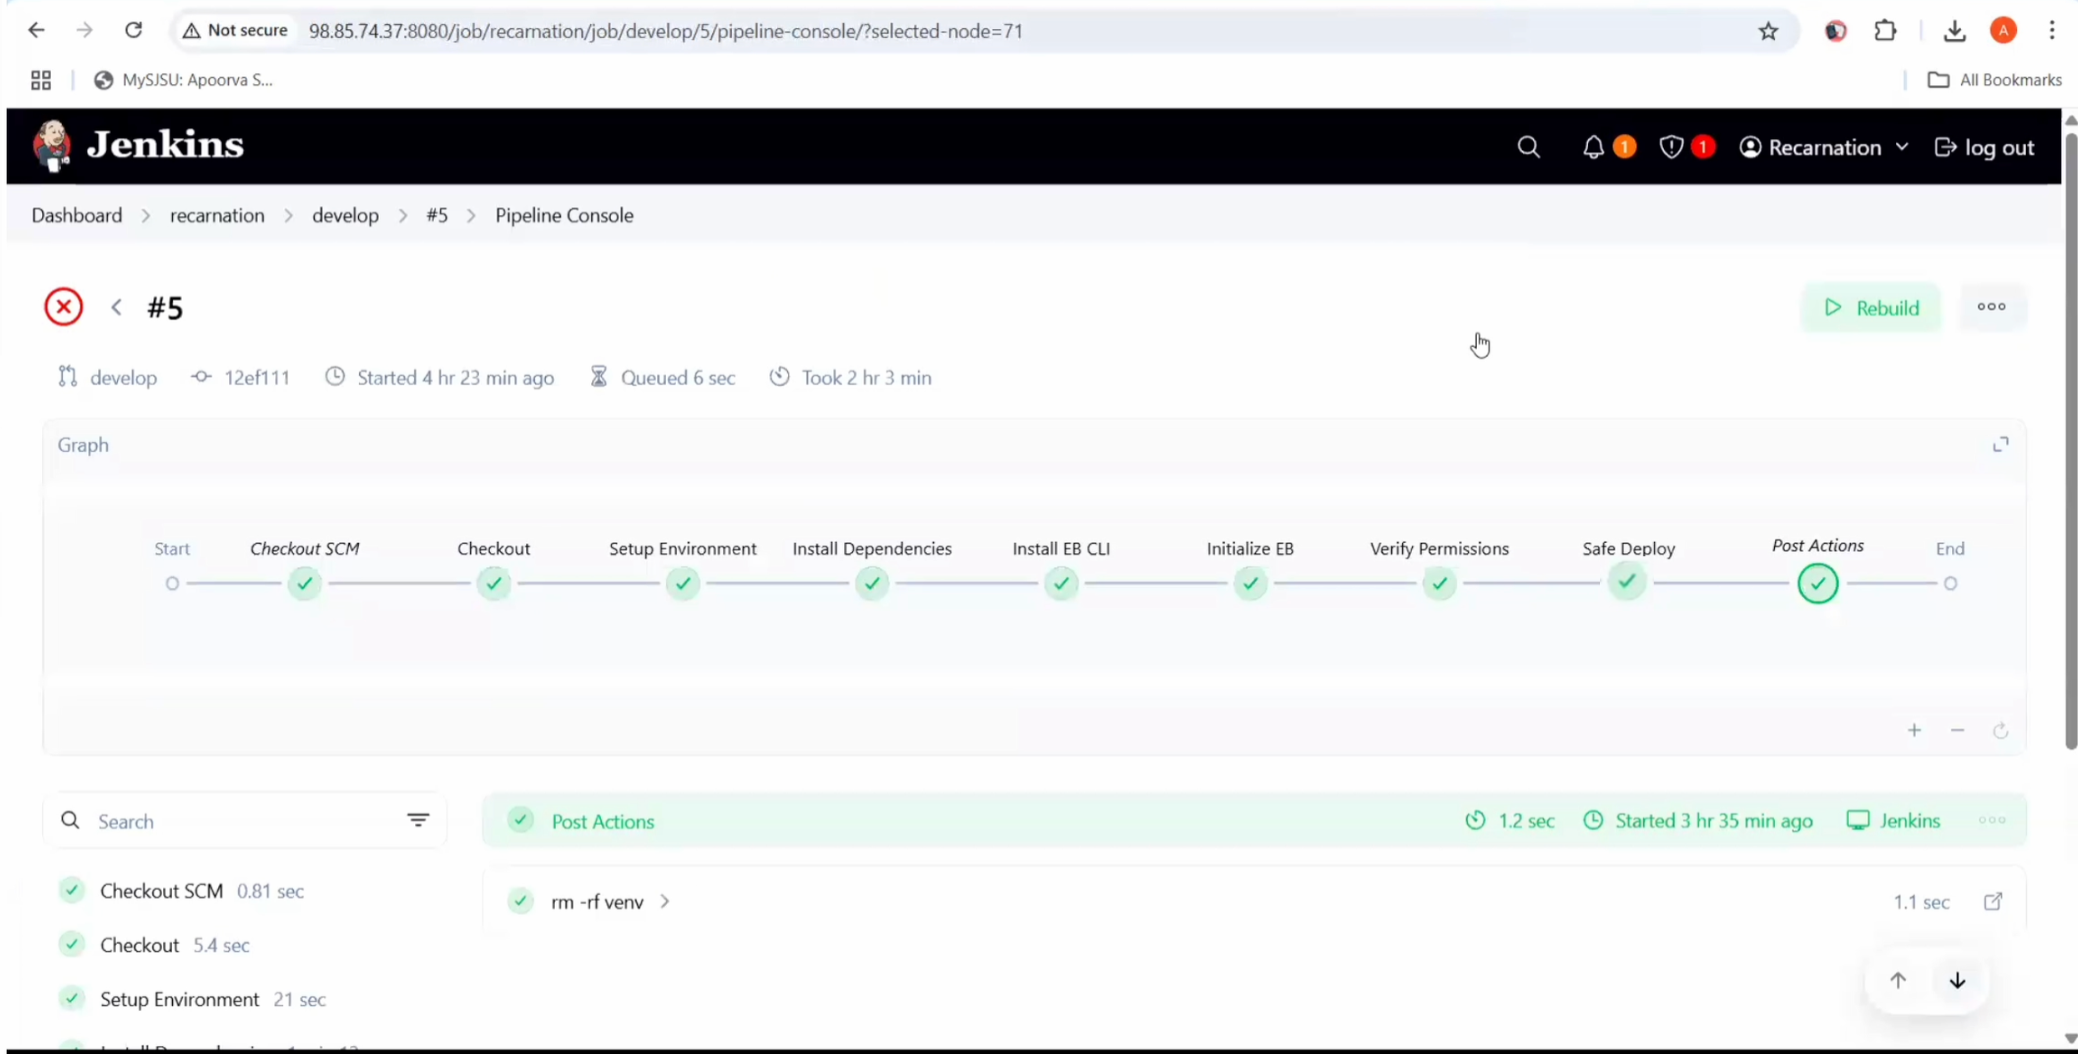 Not secure 98.85.74.37:8080/job/recarnation/job/develop/5/pipeline-console/?selected-node=71 A
MySJSU: Apoorva S... All Bookmarks
Jenkins 1 1 Recarnation log out
Dashboard > recarnation > develop > #5 > Pipeline Console
#5 Rebuild
develop 12ef111 Started 4 hr 23 min ago Queued 6 sec Took 2 hr 3 min
Graph
Start Checkout SCM Checkout Setup Environment Install Dependencies Install EB CLI Initialize EB Verify Permissions Safe Deploy Post Actions End
Search Post Actions 1.2 sec Started 3 hr 35 min ago Jenkins
Checkout SCM 0.81 sec rm -rf venv 1.1 sec
Checkout 5.4 sec
Setup Environment 21 sec